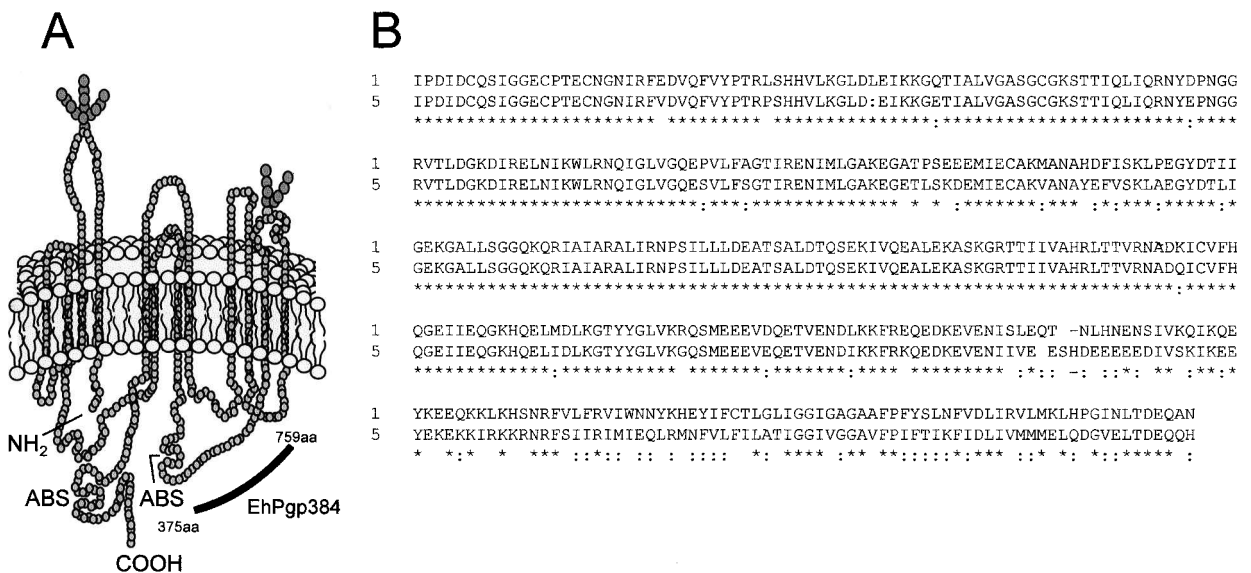 A
B
NH2
ABS
ABS
759aa
EhPgp384
375aa
COOH
1 IPDIDCQSIGGECPTECNGNIRFEDVQFVYPTRLSHHVLKGLDLEIKKGQTIALVGASGCGKSTTIQLIQRNYDPNGG
5 IPDIDCQSIGGECPTECNGNIRFVDVQFVYPTRPSHHVLKGLD:EIKKGETIALVGASGCGKSTTIQLIQRNYEPNGG
*********************** ********* ***************:***********************:****
1 RVTLDGKDIRELNIKWLRNQIGLVGQEPVLFAGTIRENIMLGAKEGATPSEEEMIECAKMANAHDFISKLPEGYDTII
5 RVTLDGKDIRELNIKWLRNQIGLVGQESVLFSGTIRENIMLGAKEGETLSKDEMIECAKVANAYEFVSKLAEGYDTLI
***************************:***:************** * * :*******:*** :*:***:*****:*
1 GEKGALLSGGQKQRIAIARALIRNPSILLLDEATSALDTQSEKIVQEALEKASKGRTTIIVAHRLTTVRNADKICVFH
5 GEKGALLSGGQKQRIAIARALIRNPSILLLDEATSALDTQSEKIVQEALEKASKGRTTIIVAHRLTTVRNADQICVFH
************************************************************************:*****
1 QGEIIEQGKHQELMDLKGTYYGLVKRQSMEEEVDQETVENDLKKFREQEDKEVENISLEQT -NLHNENSIVKQIKQE
5 QGEIIEQGKHQELIDLKGTYYGLVKGQSMEEEVEQETVENDIKKFRKQEDKEVENIIVE ESHDEEEEEDIVSKIKEE
*************:*********** *******:*******:**** ********* :*:: -: ::*: ** :**:*
1 YKEEQKKLKHSNRFVLFRVIWNNYKHEYIFCTLGLIGGIGAGAAFPFYSLNFVDLIRVLMKLHPGINLTDEQAN
5 YEKEKKIRKKRNRFSIIRIMIEQLRMNFVLFILATIGGIVGGAVFPIFTIKFIDLIVMMMELQDGVELTDEQQH
* *: * * *** ::*:: :: : :::: *: **** ** **: :::*:*** ::*:* *::***** :